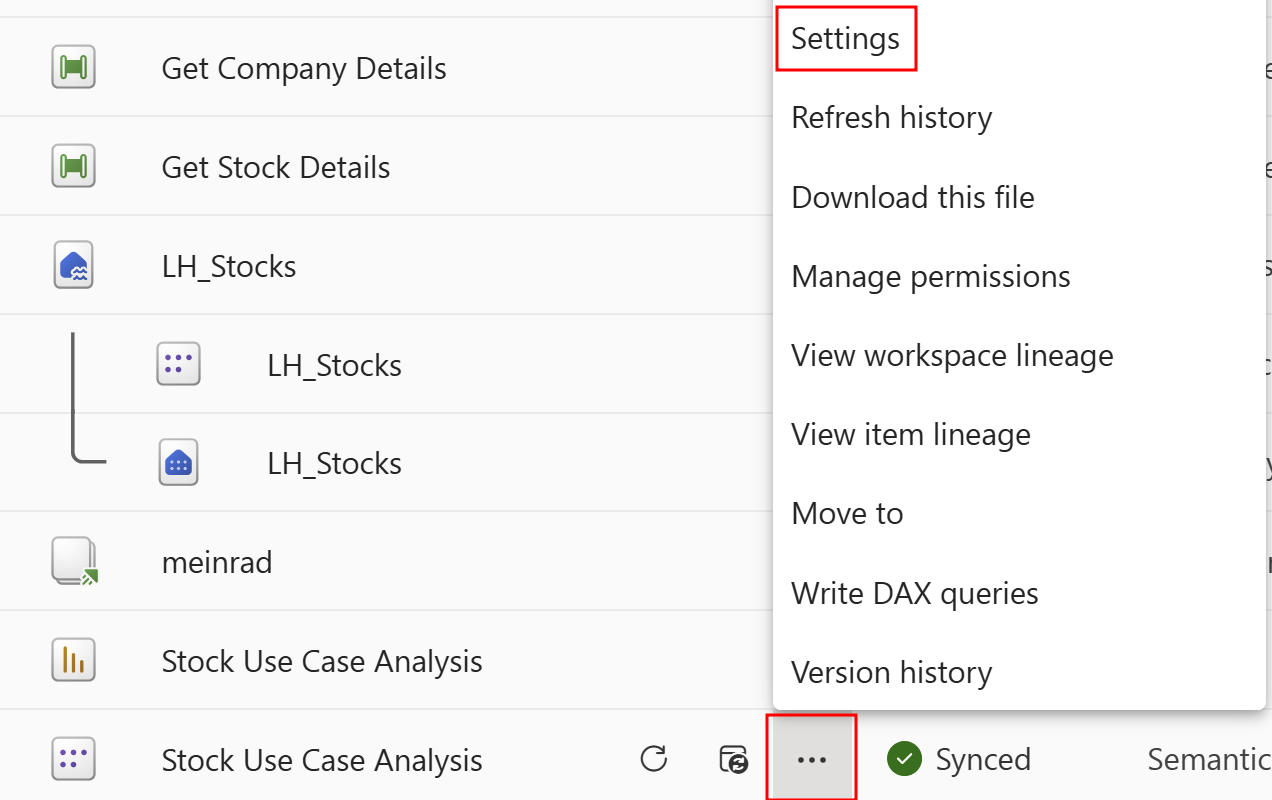 Settings
Get Company Details
Refresh history
Get Stock Details
Download this file
LH_Stocks
Manage permissions
LH_Stocks
View workspace lineage
LH_Stocks
View item lineage
Move to
meinrad
Write DAX queries
Stock Use Case Analysis
Version history
Stock Use Case Analysis
Synced
Semantic